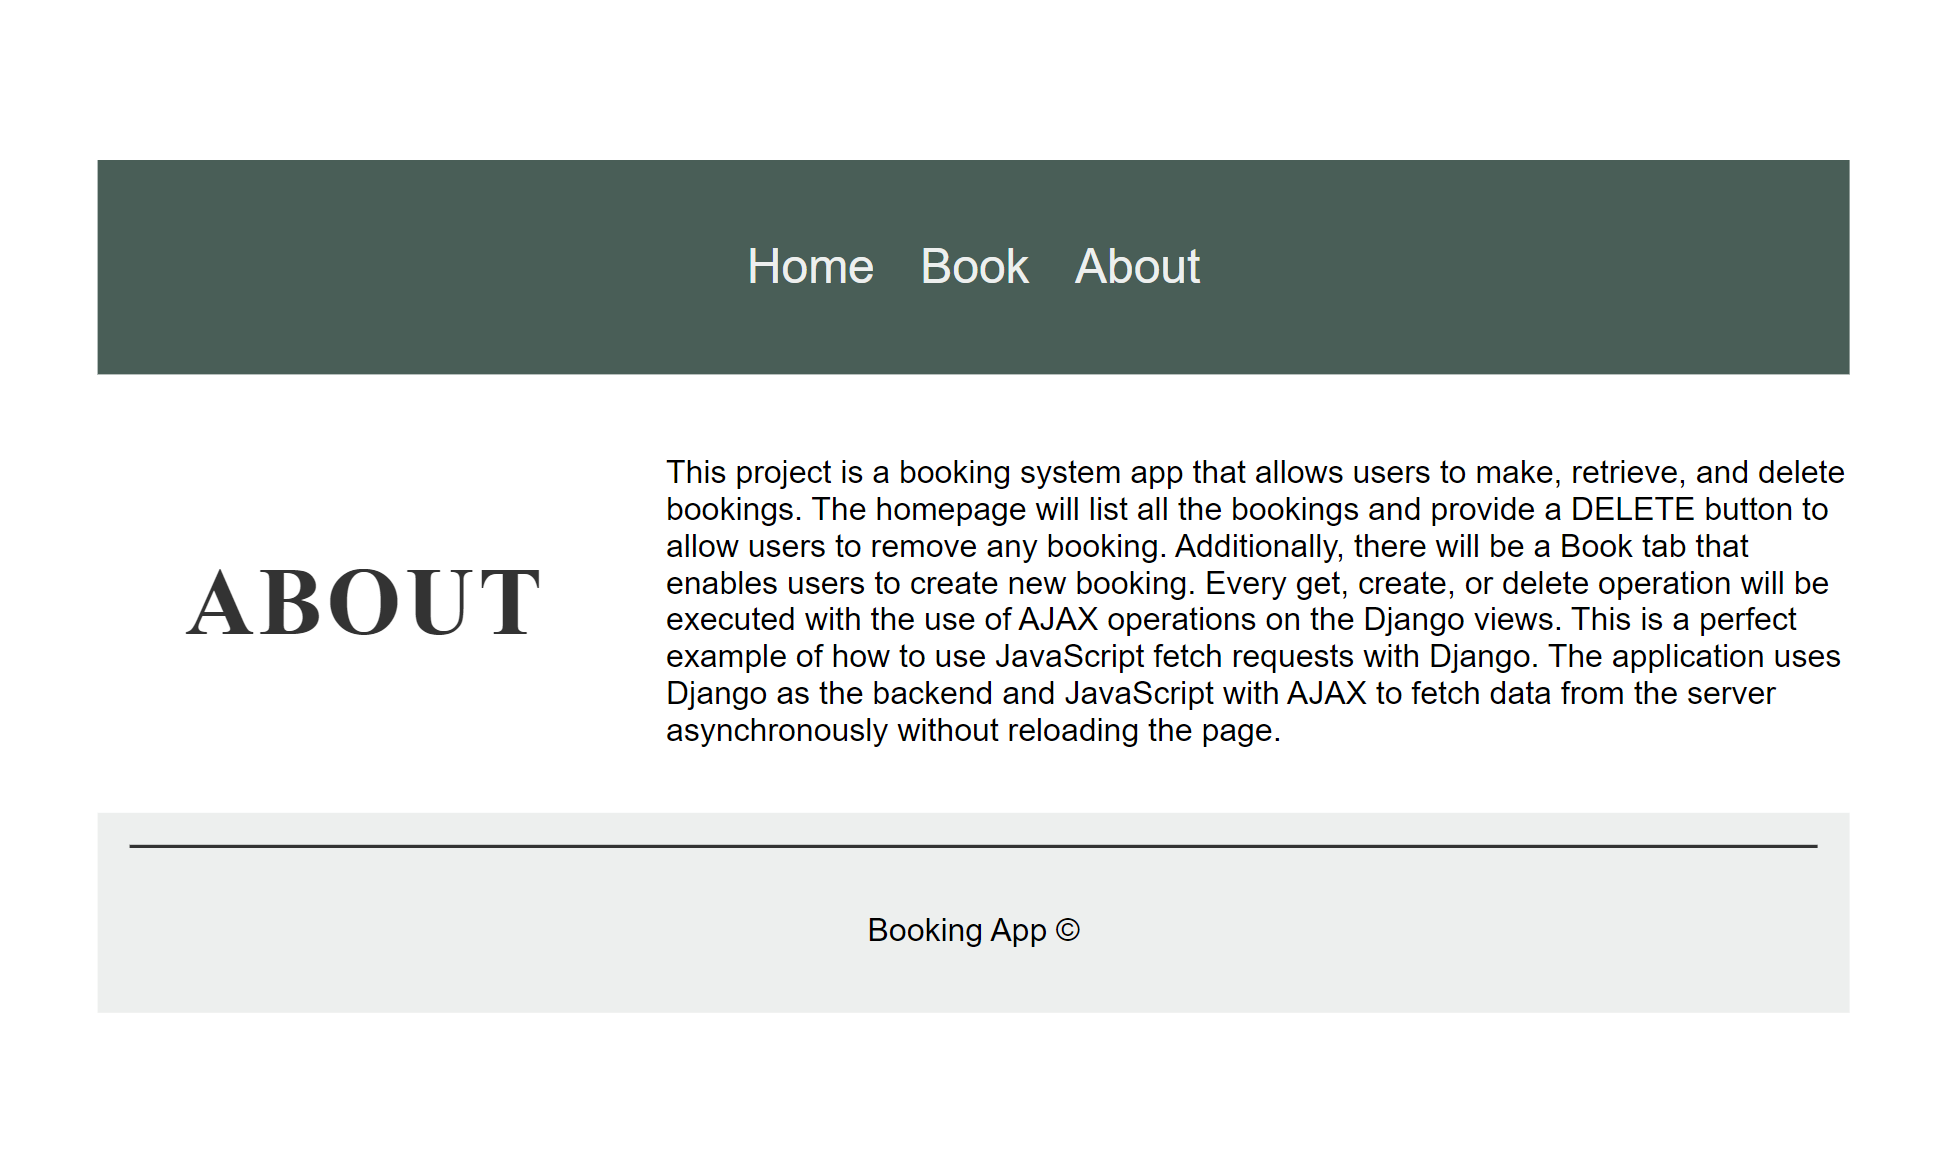 Home Book About
ABOUT
This project is a booking system app that allows users to make, retrieve, and delete
bookings. The homepage will list all the bookings and provide a DELETE button to
allow users to remove any booking. Additionally, there will be a Book tab that
enables users to create new booking. Every get, create, or delete operation will be
executed with the use of AJAX operations on the Django views. This is a perfect
example of how to use JavaScript fetch requests with Django. The application uses
Django as the backend and JavaScript with AJAX to fetch data from the server
asynchronously without reloading the page.
Booking App ©